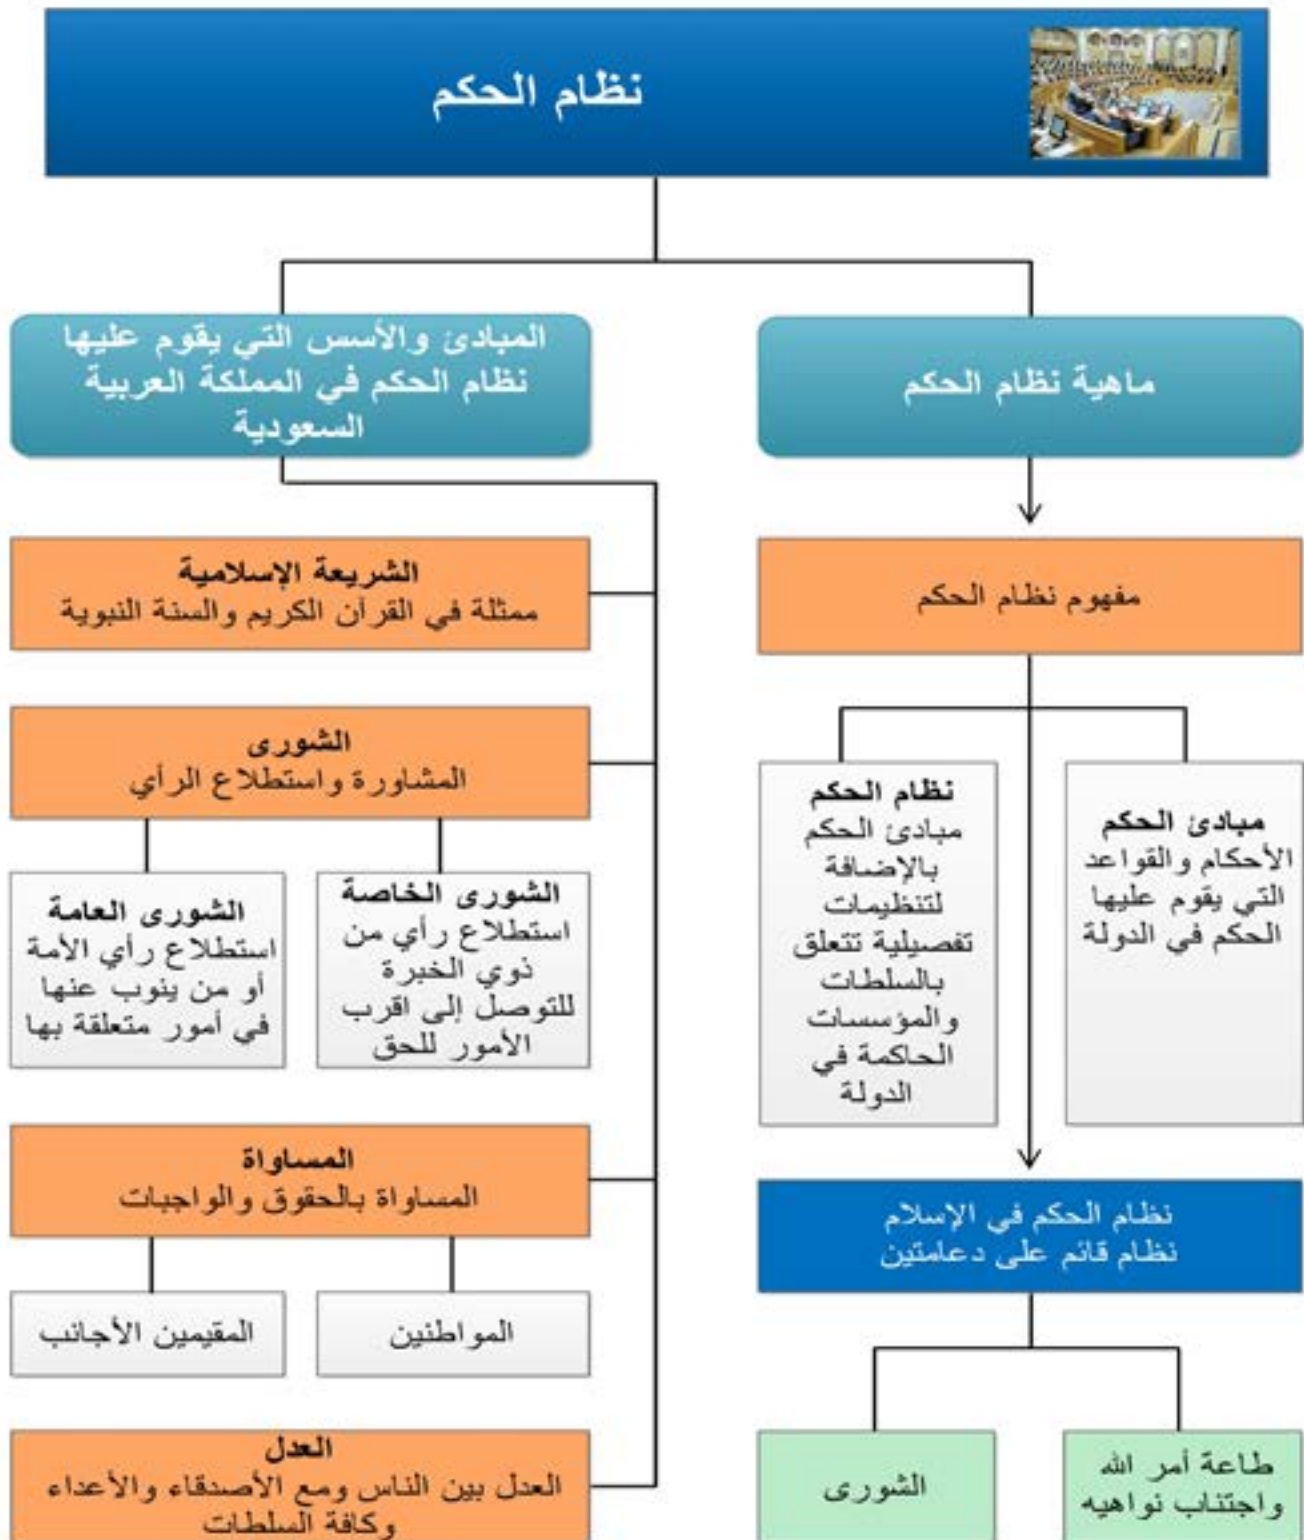 نظام الحكم
ماهية نظام الحكم
مفهوم نظام الحكم
مبادئ الحكم
الأحكام والقواعد
التي يقوم عليها
الحكم في الدولة
نظام الحكم
مبادئ الحكم
بالإضافة
لتنظيمات
تفصيلية تتعلق
بالسلطات
والمؤسسات
الحاكمة في
الدولة
نظام الحكم في الإسلام
نظام قائم على دعامتين
طاعة أمر الله
واجتناب نواهيه
الشورى
المبادئ والأسس التي يقوم عليها
نظام الحكم في المملكة العربية
السعودية
الشريعة الإسلامية
ممثلة في القرآن الكريم والسنة النبوية
الشورى
المشاورة واستطلاع الرأي
الشورى الخاصة
استطلاع رأي من
ذوي الخبرة
للتوصل إلى اقرب
الأمور للحق
الشورى العامة
استطلاع رأي الأمة
أو من ينوب عنها
في أمور متعلقة بها
المساواة
المساواة بالحقوق والواجبات
المواطنين
المقيمين الأجانب
العدل
العدل بين الناس ومع الأصدقاء والأعداء
وكافة السلطات